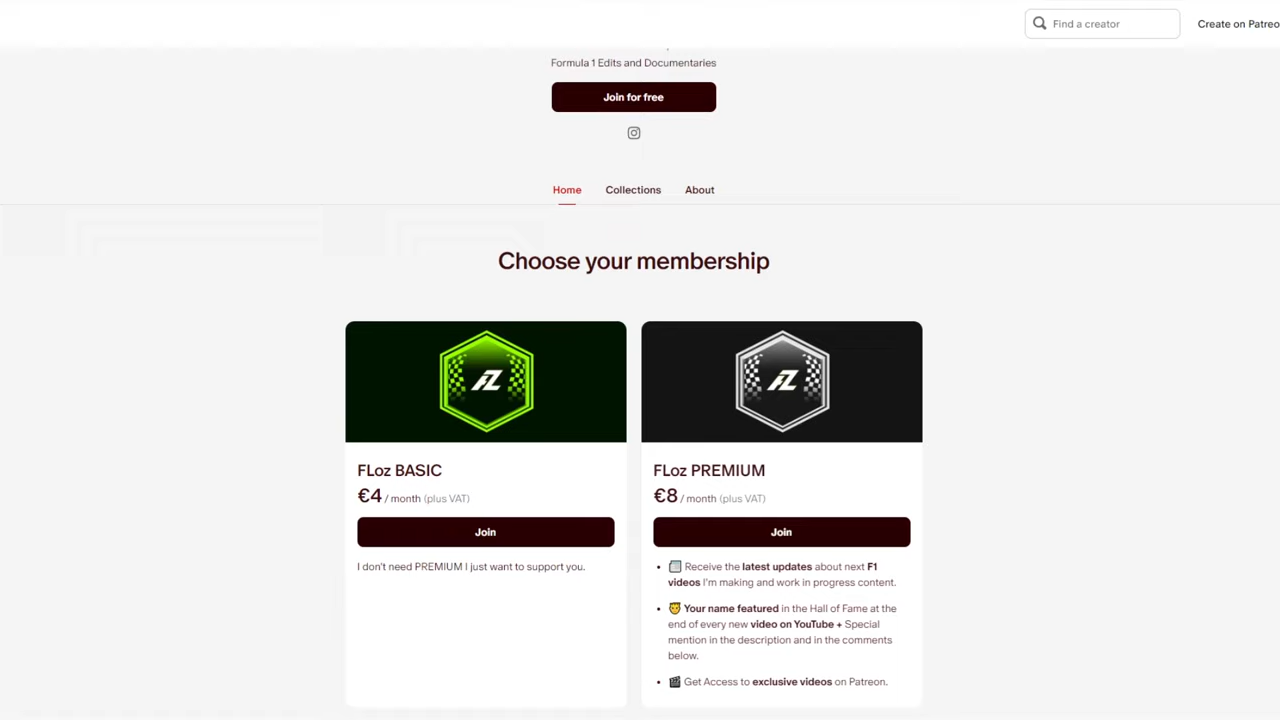 Find a creator
Create on Patreo
Formula 1 Edits and Documentaries
Join for free
Home Collections About
Choose your membership
FLoz BASIC
€4 / month (plus VAT)
Join
I don't need PREMIUM I just want to support you.
FLoz PREMIUM
€8 / month (plus VAT)
Join
Receive the latest updates about next F1
videos I'm making and work in progress content.
Your name featured in the Hall of Fame at the
end of every new video on YouTube + Special
mention in the description and in the comments
below.
Get Access to exclusive videos on Patreon.